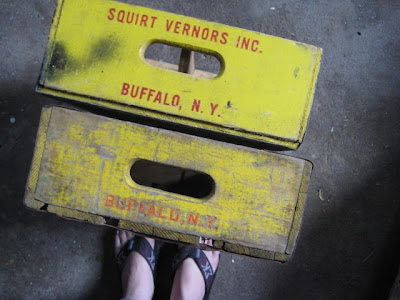 SQUIRT VERNORS INC.
BUFFALO, N.Y.
BUFFALO, N.Y.